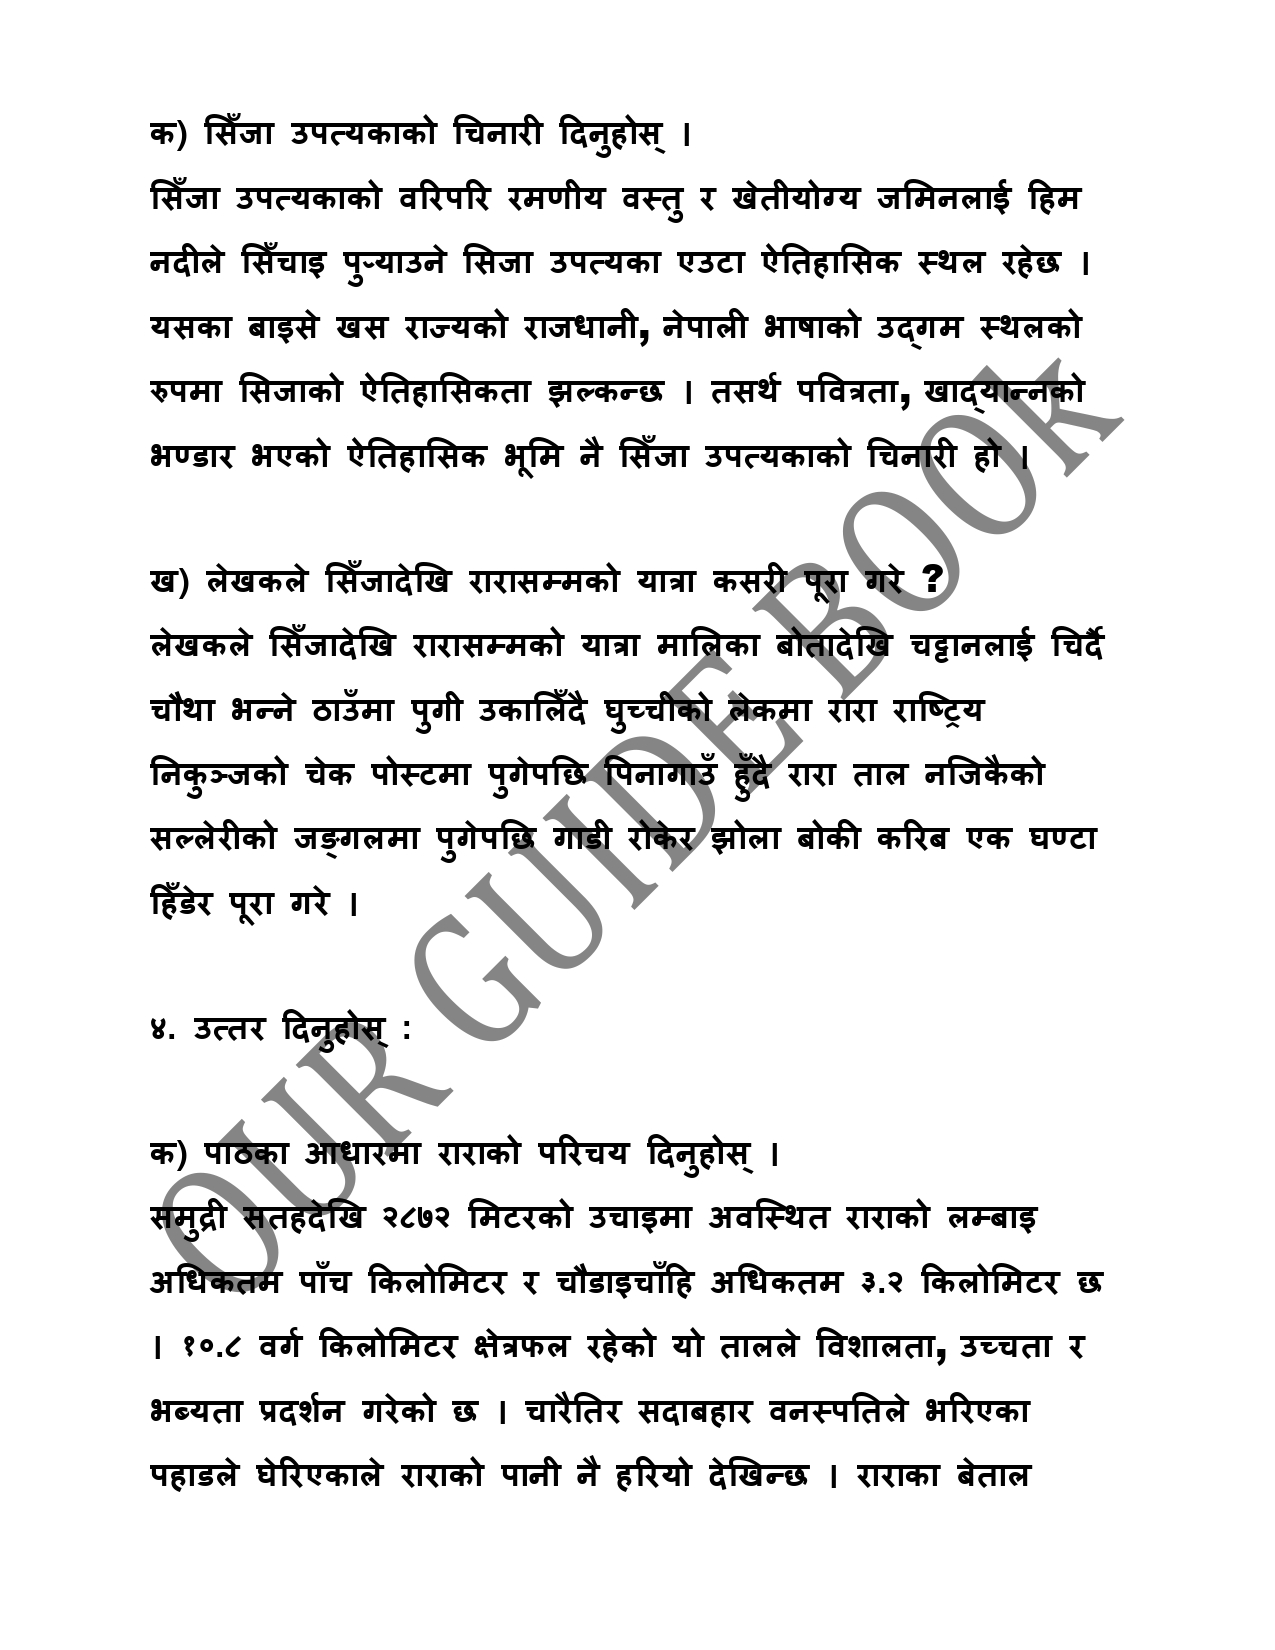 क) सिँजा उपत्यकाको चिनारी दिनुहोस् ।
सिँजा उपत्यकाको वरिपरि रमणीय वस्तु र खेतीयोग्य जमिनलाई हिम
नदीले सिँचाइ पुऱ्याउने सिजा उपत्यका एउटा ऐतिहासिक स्थल रहेछ ।
यसका बाइसे खस राज्यको राजधानी, नेपाली भाषाको उद्गम स्थलको
रुपमा सिजाको ऐतिहासिकता झल्कन्छ । तसर्थ पवित्रता, खाद्यान्नको
भण्डार भएको ऐतिहासिक भूमि नै सिँजा उपत्यकाको चिनारी हो ।
ख) लेखकले सिँजादेखि रारासम्मको यात्रा कसरी पूरा गरे ?
लेखकले सिँजादेखि रारासम्मको यात्रा मालिका बोतादेखि चट्टानलाई चिर्दै
चौथा भन्ने ठाउँमा पुगी उकालिँदै घुच्चीको लेकमा रारा राष्ट्रिय
निकुञ्जको चेक पोस्टमा पुगेपछि पिनागाउँ हुँदै रारा ताल नजिकैको
सल्लेरीको जङ्गलमा पुगेपछि गाडी रोकेर झोला बोकी करिब एक घण्टा
हिँडेर पूरा गरे ।
४. उत्तर दिनुहोस् :
क) पाठका आधारमा राराको परिचय दिनुहोस् ।
समुद्री सतहदेखि २८७२ मिटरको उचाइमा अवस्थित राराको लम्बाइ
अधिकतम पाँच किलोमिटर र चौडाइचाँहि अधिकतम ३.२ किलोमिटर छ
। १०.८ वर्ग किलोमिटर क्षेत्रफल रहेको यो तालले विशालता, उच्चता र
भब्यता प्रदर्शन गरेको छ । चारैतिर सदाबहार वनस्पतिले भरिएका
पहाडले घेरिएकाले राराको पानी नै हरियो देखिन्छ । राराका बेताल
OUR GUIDE BOOk